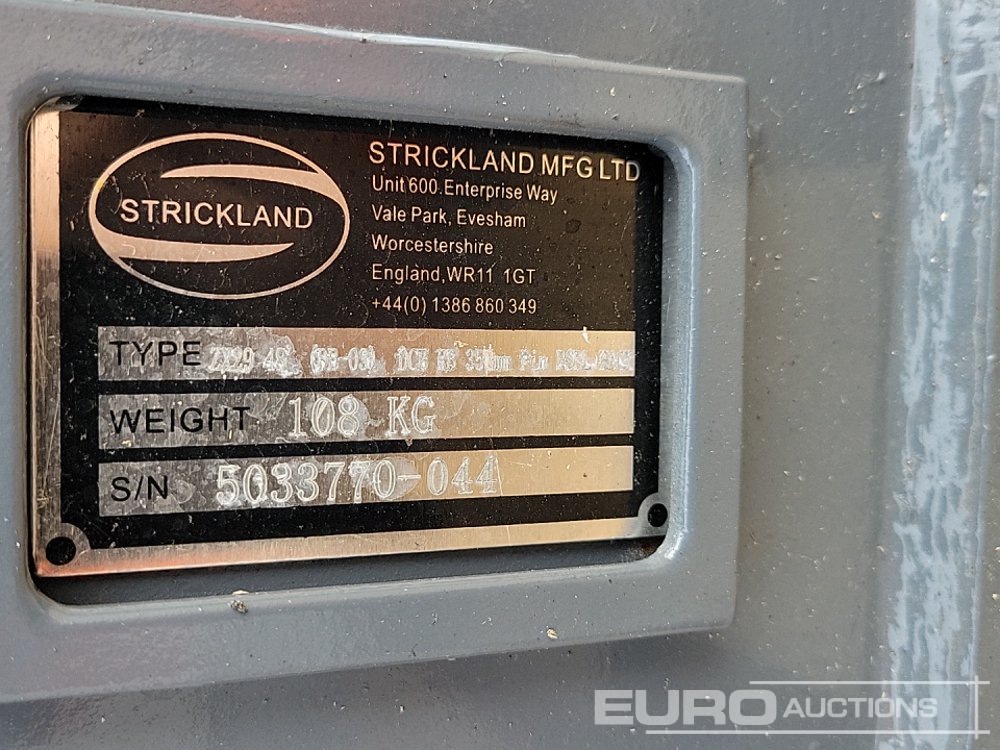 STRICKLAND
STRICKLAND MFG LTD
Unit 600.Enterprise Way
Vale Park, Evesham
Worcestershire
England,WR11 1GT
+44(0) 1386 860 349
TYPE Pin
WEIGHT 108 KG
S/N 5033770-044
EURO AUCTIONS